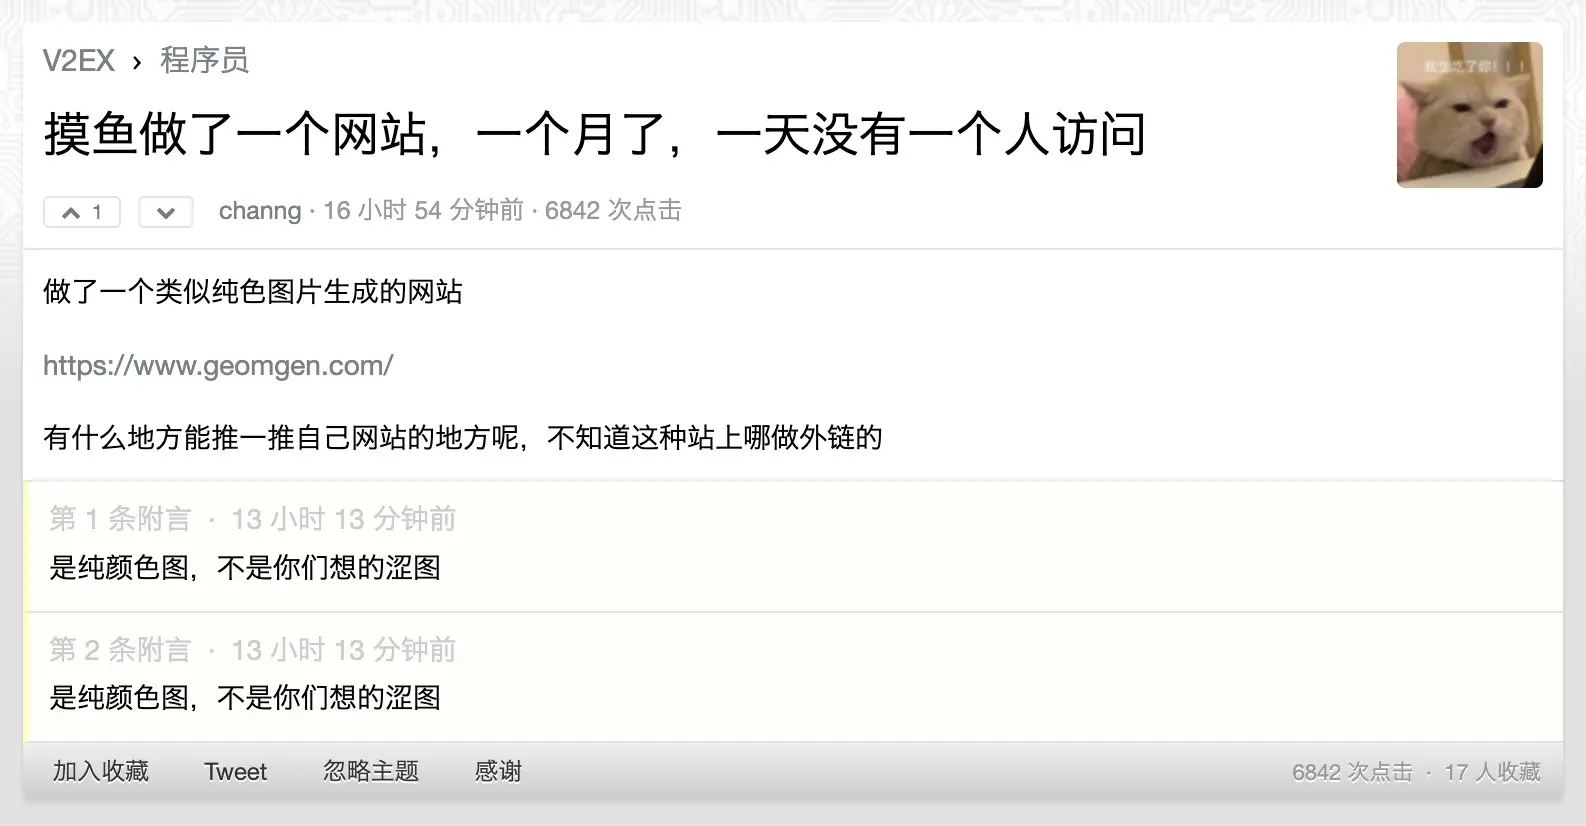 V2EX › 程序员
摸鱼做了一个网站，一个月了，一天没有一个人访问
我生吃了你！！！
1 channg · 16 小时 54 分钟前 · 6842 次点击
做了一个类似纯色图片生成的网站
https://www.geomgen.com/
有什么地方能推一推自己网站的地方呢，不知道这种站上哪做外链的
第 1 条附言 · 13 小时 13 分钟前
是纯颜色图，不是你们想的涩图
第 2 条附言 · 13 小时 13 分钟前
是纯颜色图，不是你们想的涩图
加入收藏 Tweet 忽略主题 感谢 6842 次点击 · 17 人收藏